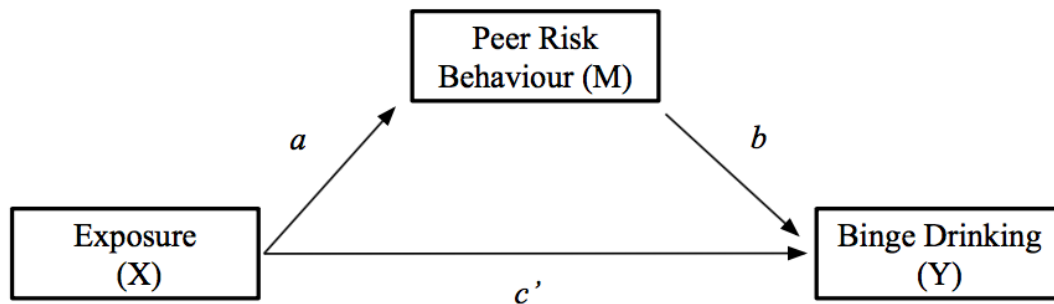 Peer Risk
Behaviour (M)
a
b
Exposure
(X)
Binge Drinking
(Y)
c’